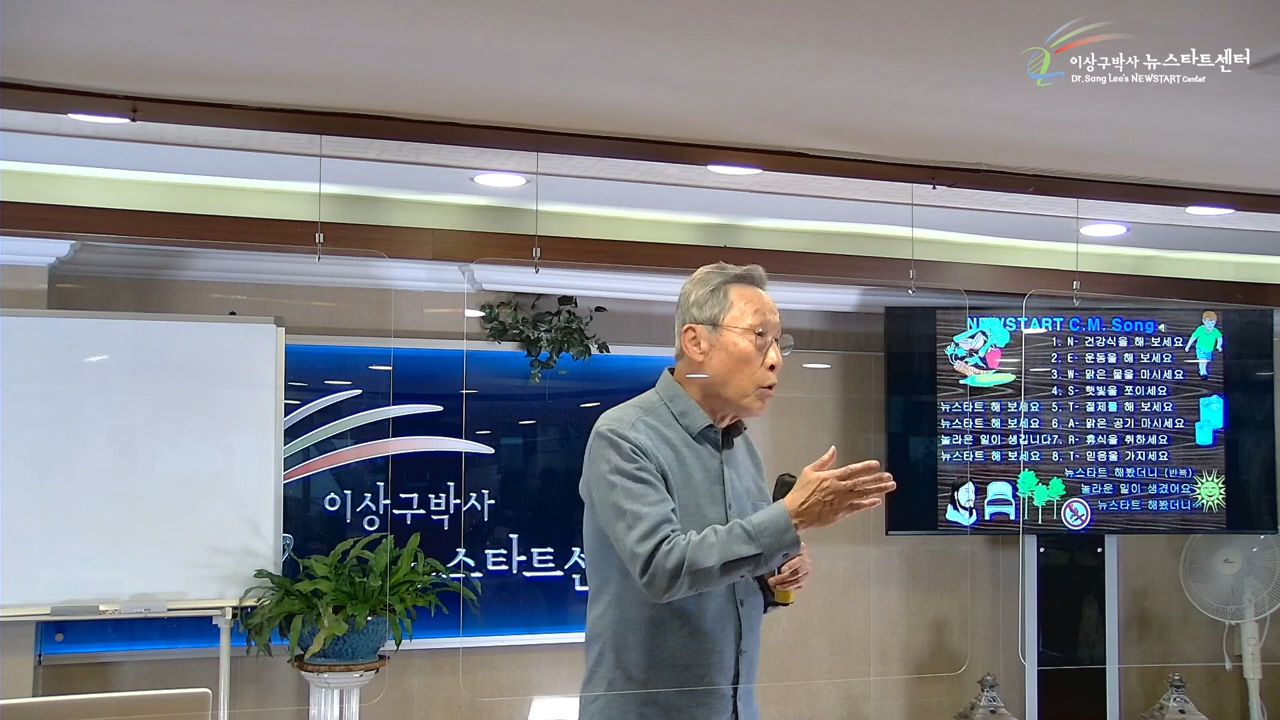 이상구박사 뉴스타트센터
Dr. Sang Lee's NEWSTART Center
이상구박사
스타트센
NEWSTART C.M. Song
1. N- 건강식을 해 보세요
2. E- 운동을 해 보세요
3. W- 맑은 물을 마시세요
4. S- 햇빛을 쪼이세요
뉴스타트 해 보세요 5. T- 절제를 해 보세요
뉴스타트 해 보세요 6. A- 맑은 공기 마시세요
놀라운 일이 생깁니다 7. R- 휴식을 취하세요
뉴스타트 해 보세요 8. T- 믿음을 가지세요
뉴스타트 해봤더니 (반복)
놀라운 일이 생겼어요
뉴스타트 해봤더니